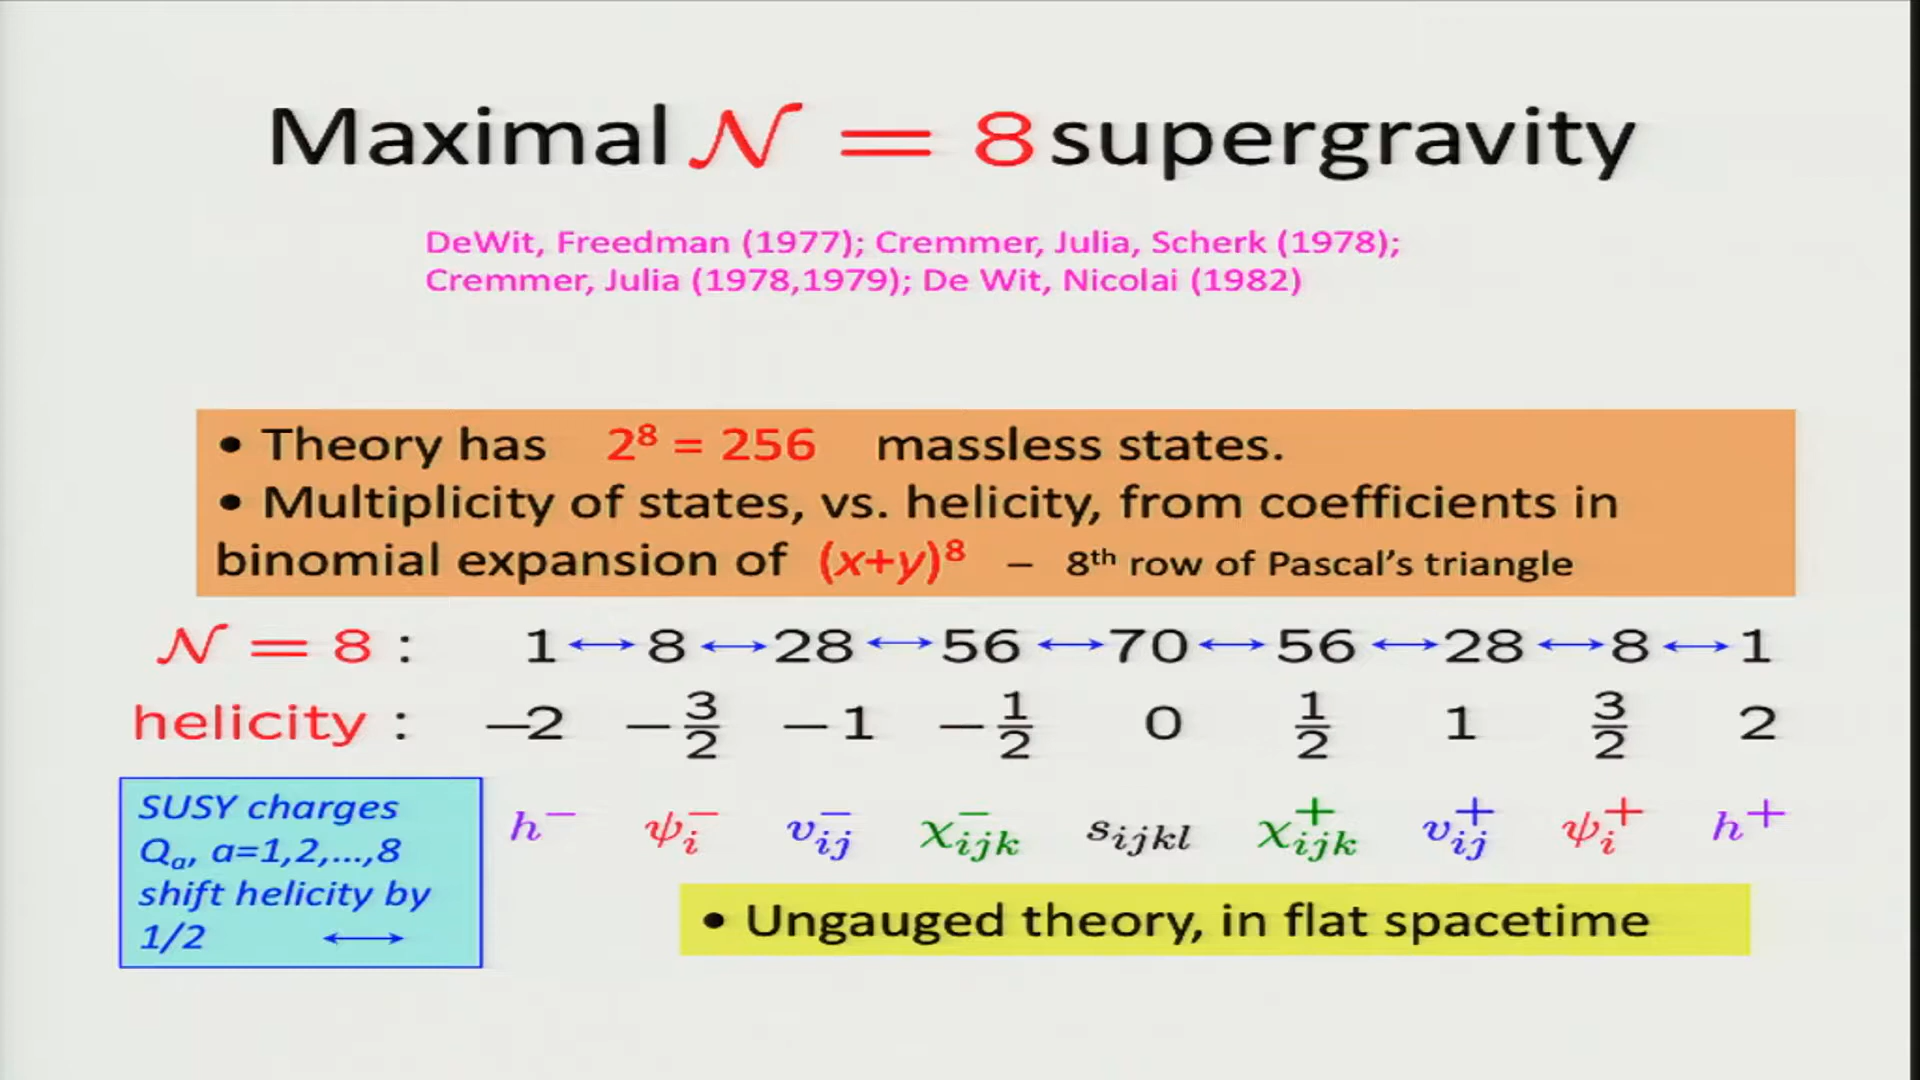 Maximal 𝒩 = 8 supergravity
DeWit, Freedman (1977); Cremmer, Julia, Scherk (1978);
Cremmer, Julia (1978,1979); De Wit, Nicolai (1982)
• Theory has 2⁸ = 256 massless states.
• Multiplicity of states, vs. helicity, from coefficients in
binomial expansion of (x+y)⁸ – 8ᵗʰ row of Pascal’s triangle
𝒩 = 8 : 1 ↔ 8 ↔ 28 ↔ 56 ↔ 70 ↔ 56 ↔ 28 ↔ 8 ↔ 1
helicity : −2 −3/2 −1 −1/2 0 1/2 1 3/2 2
h⁻ ψᵢ⁻ vᵢⱼ⁻ χᵢⱼₖ⁻ sᵢⱼₖₗ χᵢⱼₖ⁺ vᵢⱼ⁺ ψᵢ⁺ h⁺
SUSY charges
Qₐ, a=1,2,...,8
shift helicity by
1/2 ↔
• Ungauged theory, in flat spacetime